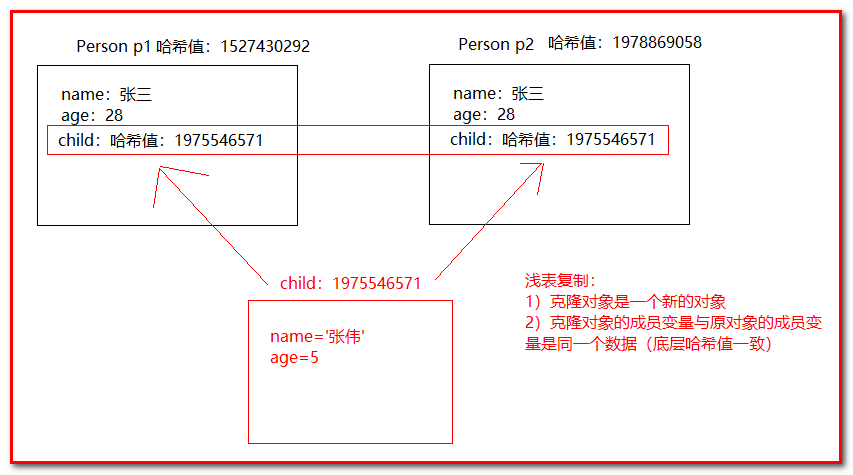 Person p1 哈希值：1527430292
Person p2 哈希值：1978869058
name：张三
age：28
child：哈希值：1975546571
name：张三
age：28
child：哈希值：1975546571
child：1975546571
name='张伟'
age=5
浅表复制：
1）克隆对象是一个新的对象
2）克隆对象的成员变量与原对象的成员变
量是同一个数据（底层哈希值一致）